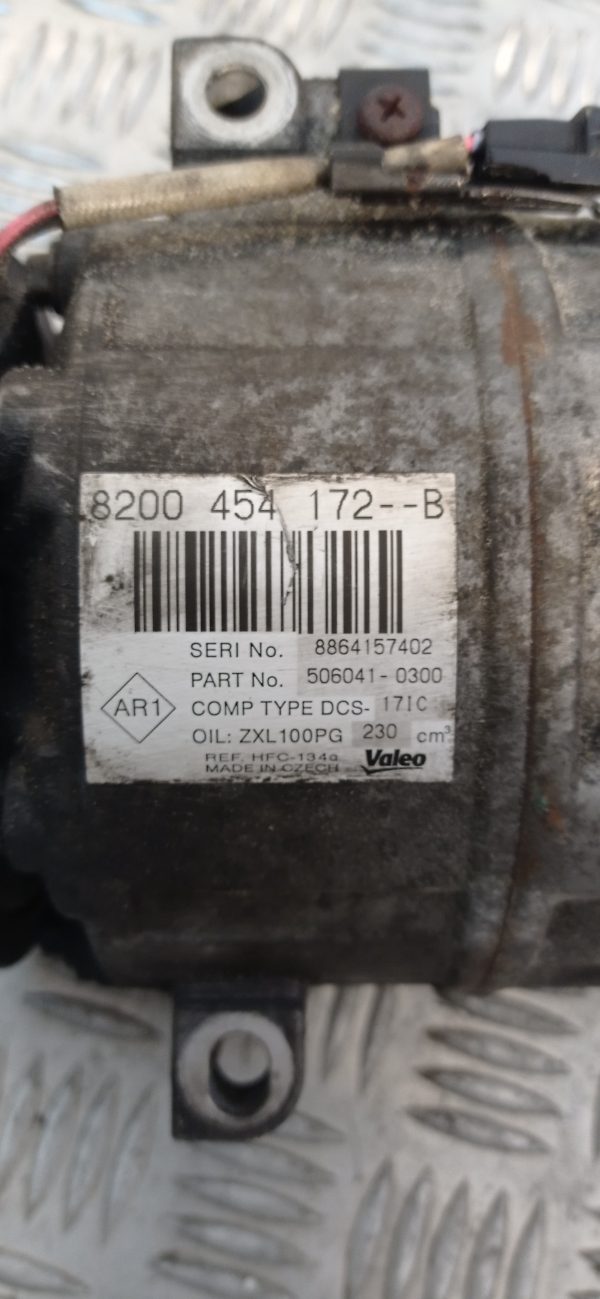 8200 454 172--B
SERI No. 8864157402
PART No. 506041-0300
AR1
COMP TYPE DCS-17IC
OIL: ZXL100PG 230 cm³
REF. HFC-134a
MADE IN CZECH
Valeo